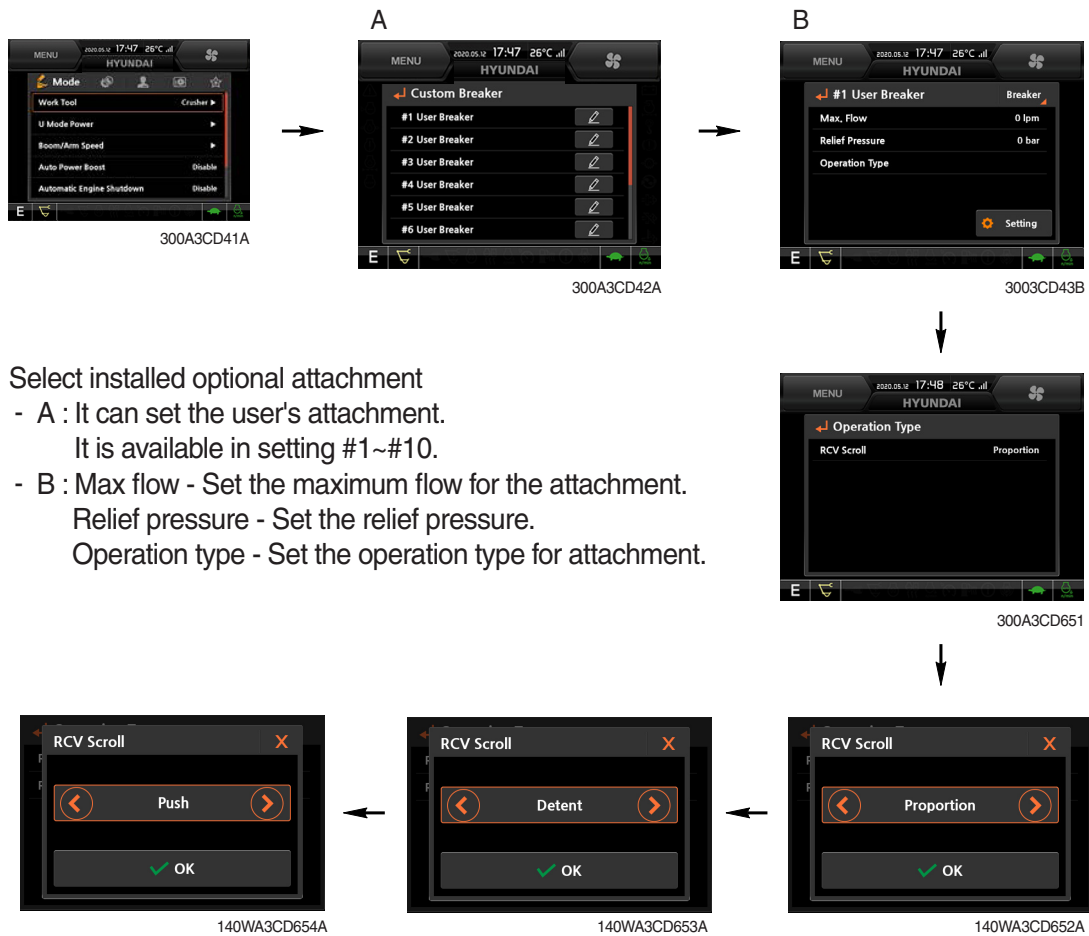 A
B
MENU 2020.05.12 17:47 26°C
HYUNDAI
Mode
Work Tool Crusher ▶
U Mode Power ▶
Boom/Arm Speed ▶
Auto Power Boost Disable
Automatic Engine Shutdown Disable
E
300A3CD41A
MENU 2020.05.12 17:47 26°C
HYUNDAI
Custom Breaker
#1 User Breaker
#2 User Breaker
#3 User Breaker
#4 User Breaker
#5 User Breaker
#6 User Breaker
E
300A3CD42A
MENU 2020.05.12 17:47 26°C
HYUNDAI
#1 User Breaker Breaker
Max. Flow 0 lpm
Relief Pressure 0 bar
Operation Type
Setting
E
3003CD43B
Select installed optional attachment
- A : It can set the user's attachment.
It is available in setting #1~#10.
- B : Max flow - Set the maximum flow for the attachment.
Relief pressure - Set the relief pressure.
Operation type - Set the operation type for attachment.
MENU 2020.05.12 17:48 26°C
HYUNDAI
Operation Type
RCV Scroll Proportion
E
300A3CD651
RCV Scroll X
Push
OK
140WA3CD654A
RCV Scroll X
Detent
OK
140WA3CD653A
RCV Scroll X
Proportion
OK
140WA3CD652A